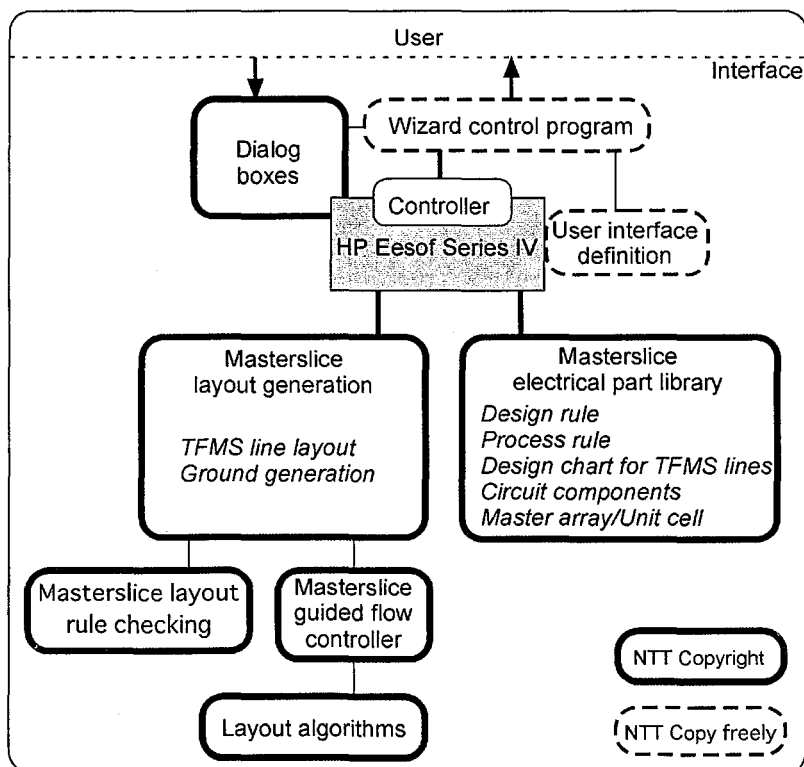 User
Interface
Dialog
boxes
Wizard control program
Controller
HP Eesof Series IV
User interface
definition
Masterslice
layout generation
TFMS line layout
Ground generation
Masterslice
electrical part library
Design rule
Process rule
Design chart for TFMS lines
Circuit components
Master array/Unit cell
Masterslice layout
rule checking
Masterslice
guided flow
controller
Layout algorithms
NTT Copyright
NTT Copy freely